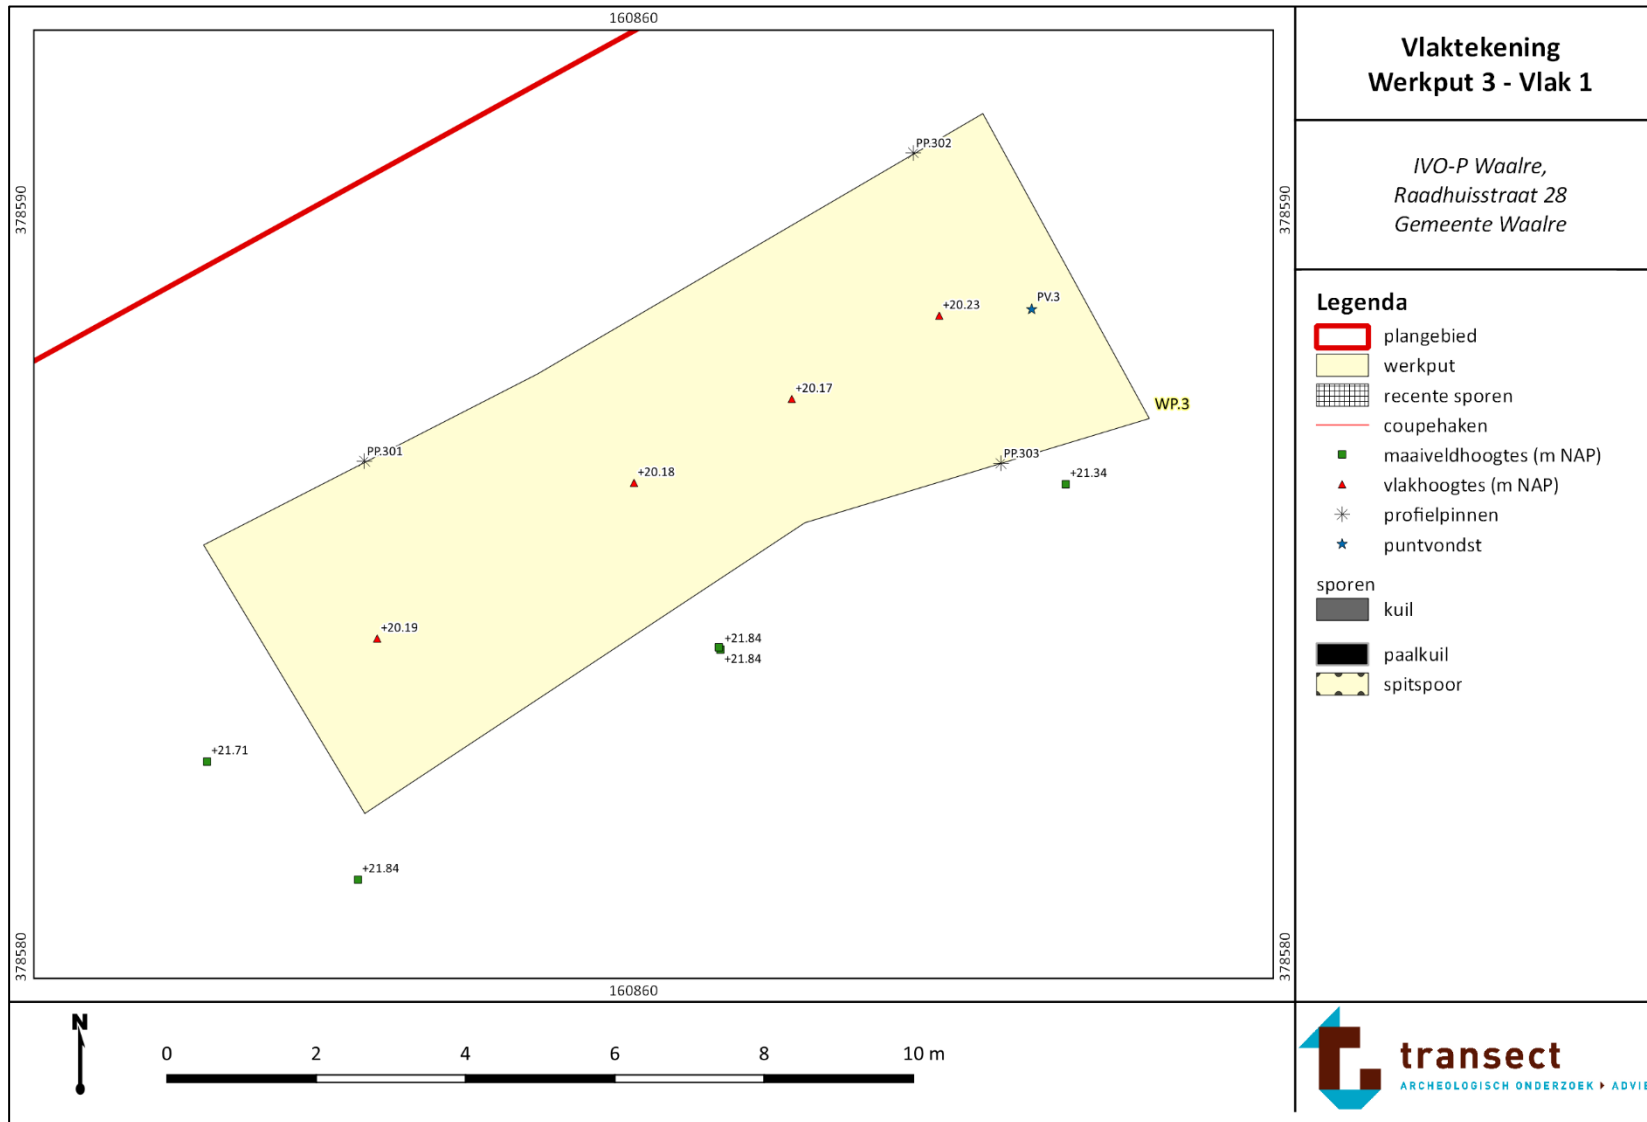 160860
378590
378590
PP.302
+20.23
PV.3
+20.17
WP.3
PP.301
+20.18
PP.303
+21.34
+20.19
+21.84
+21.84
+21.71
+21.84
378580
378580
160860
Vlaktekening
Werkput 3 - Vlak 1
IVO-P Waalre,
Raadhuisstraat 28
Gemeente Waalre
Legenda
plangebied
werkput
recente sporen
coupehaken
maaiveldhoogtes (m NAP)
vlakhoogtes (m NAP)
profielpinnen
puntvondst
sporen
kuil
paalkuil
spitspoor
N
0 2 4 6 8 10 m
transect
ARCHEOLOGISCH ONDERZOEK ADVIE